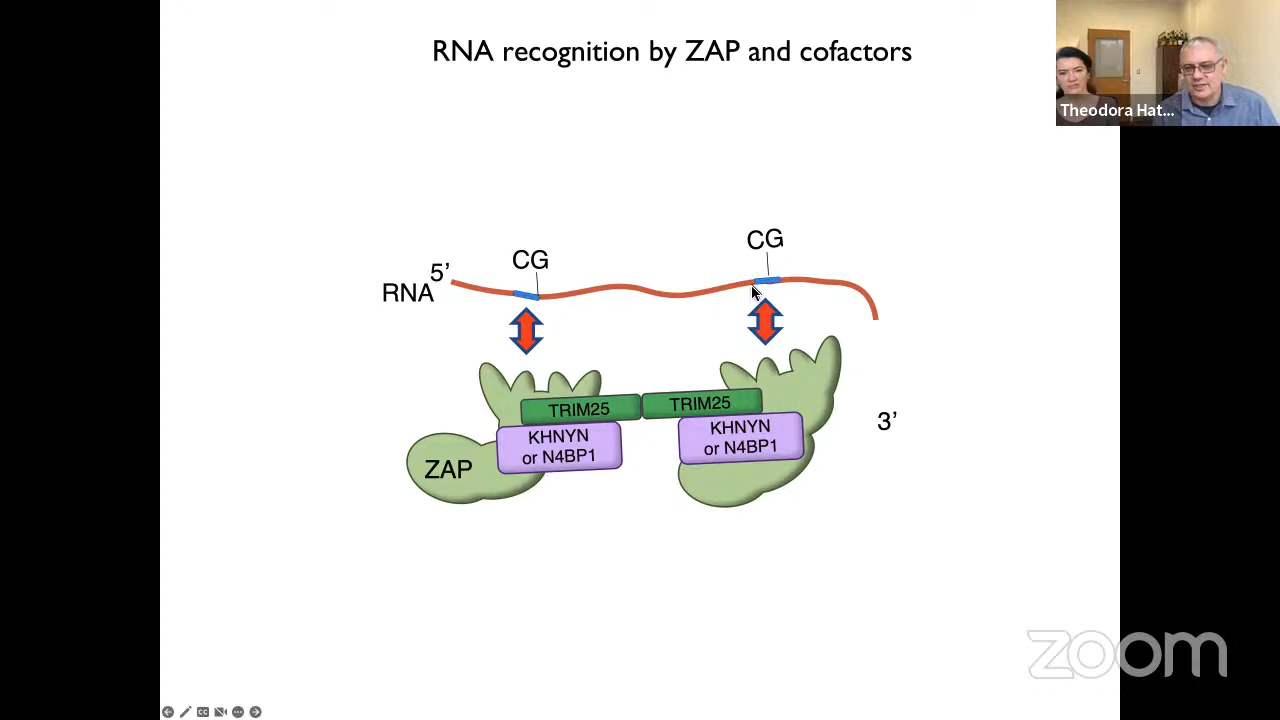 RNA recognition by ZAP and cofactors
Theodora Hat...
CG
CG
5’
RNA
TRIM25
TRIM25
KHNYN
or N4BP1
KHNYN
or N4BP1
3’
ZAP
zoom